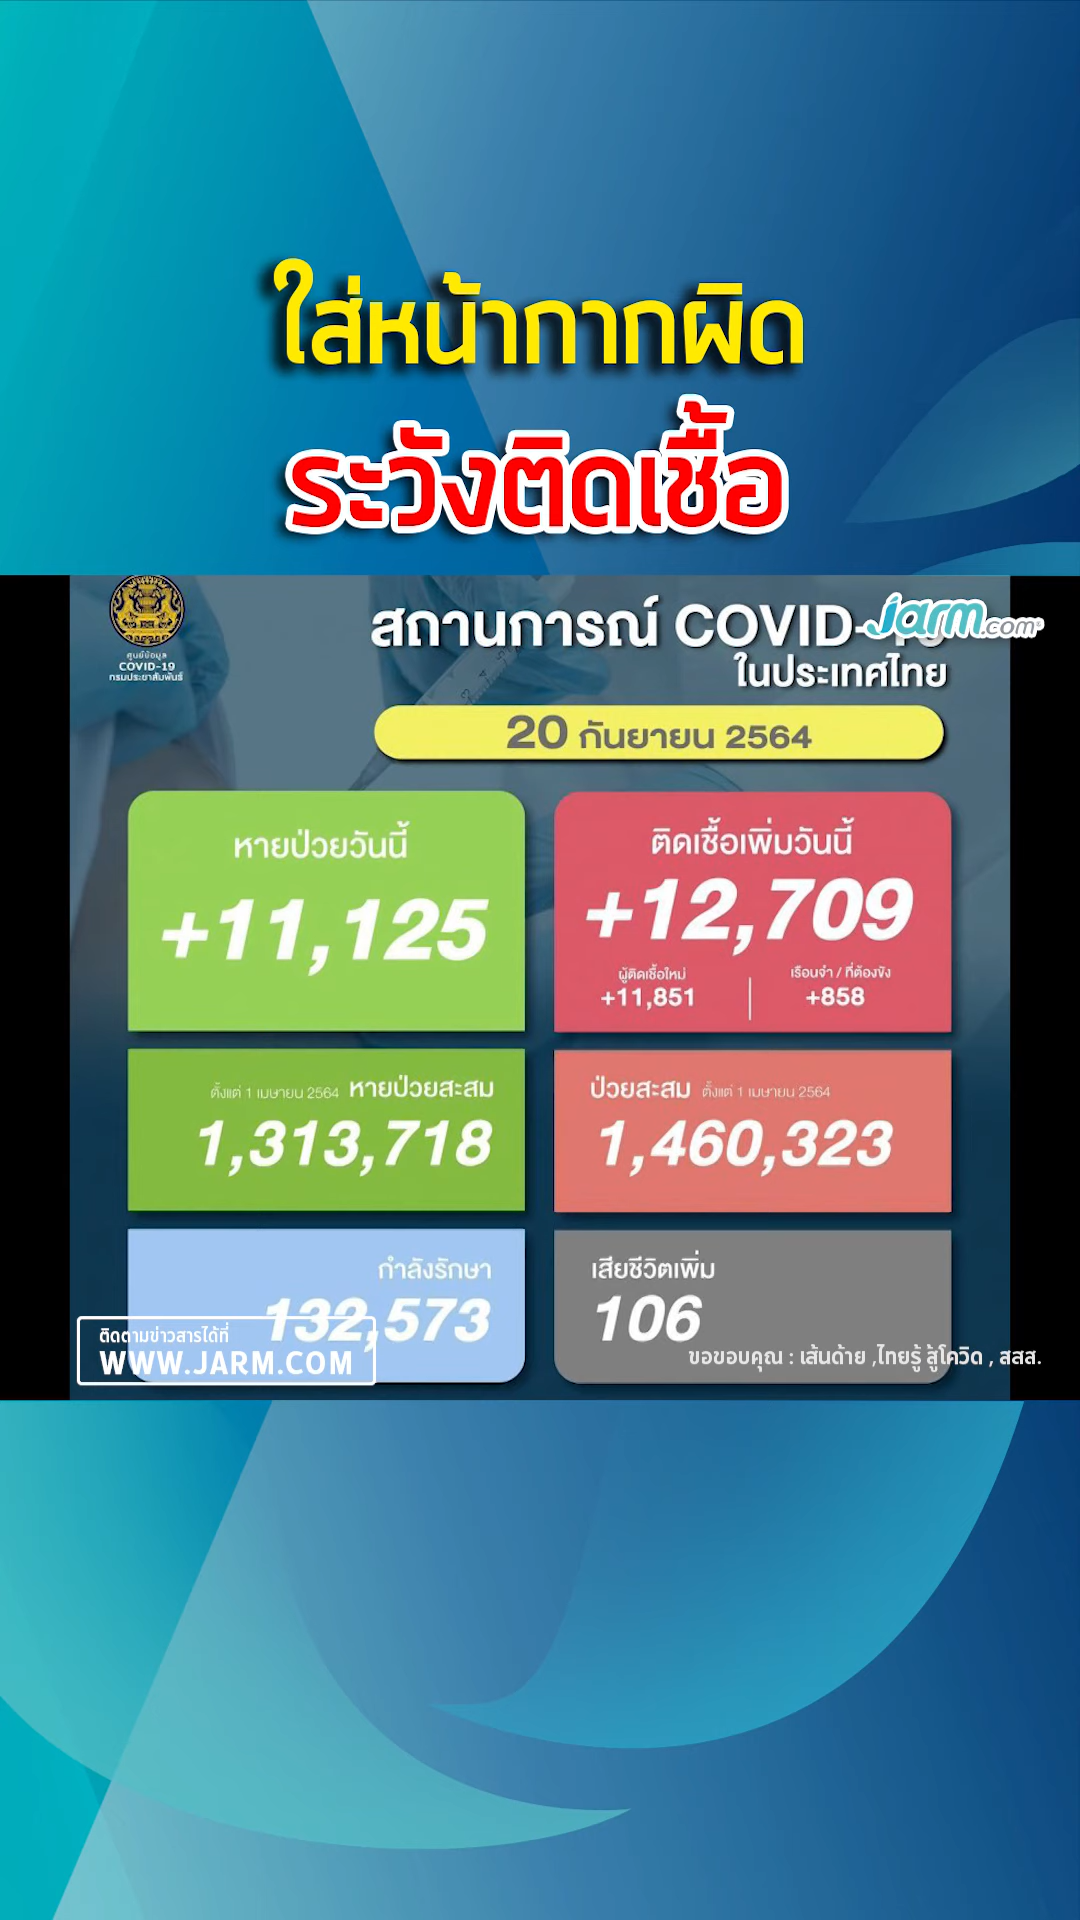 ใส่หน้ากากผิด
ระวังติดเชื้อ
ศูนย์ข้อมูล
COVID-19
กรมประชาสัมพันธ์
สถานการณ์ COVID-19
jarm.com
ในประเทศไทย
20 กันยายน 2564
หายป่วยวันนี้
+11,125
ติดเชื้อเพิ่มวันนี้
+12,709
ผู้ติดเชื้อใหม่
+11,851
เรือนจำ / ที่ต้องขัง
+858
ตั้งแต่ 1 เมษายน 2564 หายป่วยสะสม
1,313,718
ป่วยสะสม ตั้งแต่ 1 เมษายน 2564
1,460,323
กำลังรักษา
132,573
เสียชีวิตเพิ่ม
106
ติดตามข่าวสารได้ที่
WWW.JARM.COM
ขอขอบคุณ : เส้นด้าย ,ไทยรู้ สู้โควิด , สสส.